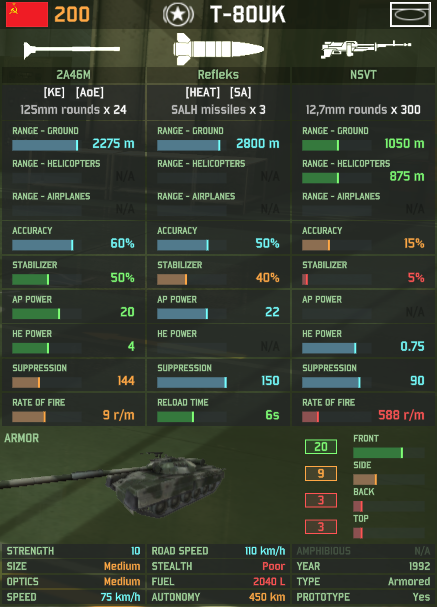 200 T-80UK
2A46M Refleks NSVT
[KE] [AoE] [HEAT] [SA]
125mm rounds x 24 SALH missiles x 3 12,7mm rounds x 300
RANGE - GROUND RANGE - GROUND RANGE - GROUND
2275 m 2800 m 1050 m
RANGE - HELICOPTERS RANGE - HELICOPTERS RANGE - HELICOPTERS
N/A N/A 875 m
RANGE - AIRPLANES RANGE - AIRPLANES RANGE - AIRPLANES
N/A N/A N/A
ACCURACY ACCURACY ACCURACY
60% 50% 15%
STABILIZER STABILIZER STABILIZER
50% 40% 5%
AP POWER AP POWER AP POWER
20 22 N/A
HE POWER HE POWER HE POWER
4 N/A 0.75
SUPPRESSION SUPPRESSION SUPPRESSION
144 150 90
RATE OF FIRE RELOAD TIME RATE OF FIRE
9 r/m 6s 588 r/m
ARMOR
20 FRONT
9 SIDE
3 BACK
3 TOP
STRENGTH 10 ROAD SPEED 110 km/h AMPHIBIOUS N/A
SIZE Medium STEALTH Poor YEAR 1992
OPTICS Medium FUEL 2040 L TYPE Armored
SPEED 75 km/h AUTONOMY 450 km PROTOTYPE Yes